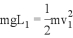 mgL₁ = ½mv₁²